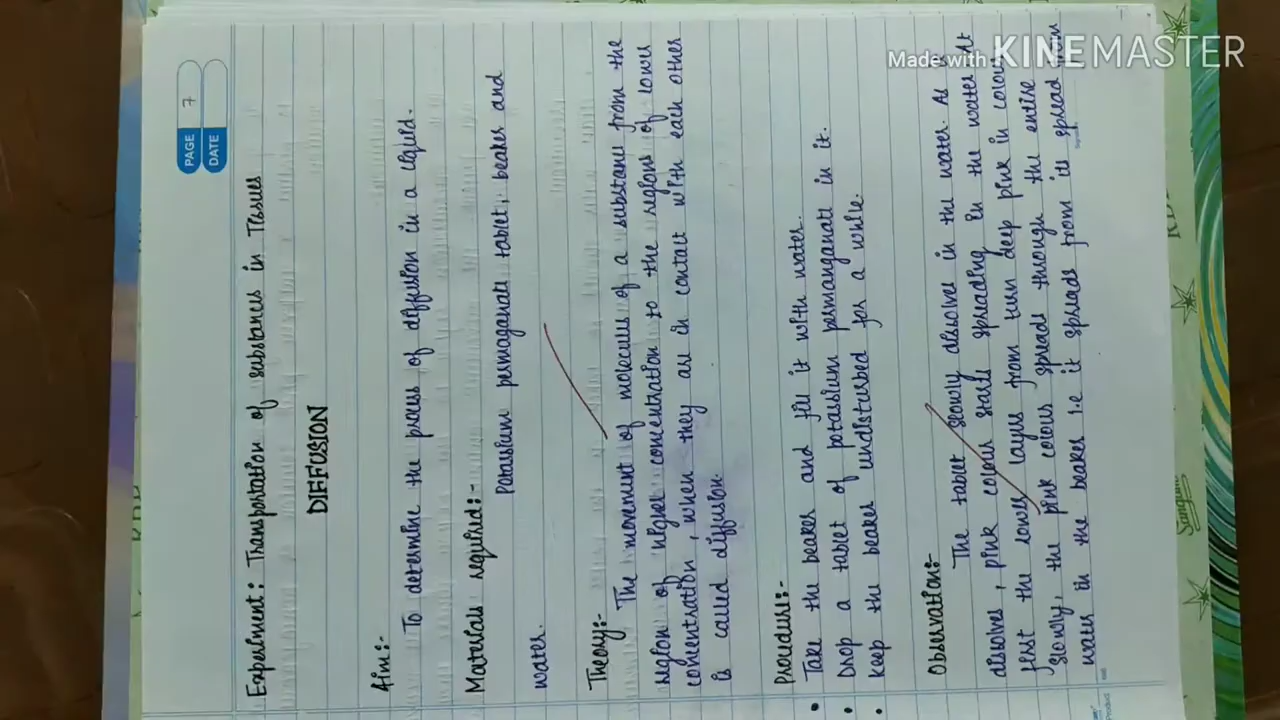 PAGE 7
DATE
Experiment: Transportation of substances in Tissues
DIFFUSION
Aim:-
To determine the process of diffusion in a liquid.
Materials required:-
Potassium permaganate tablet, beaker and
water.
Theory:-
The movement of molecules of a substance from the
region of higher concentration to the region of lower
concentration, when they are in contact with each other
is called diffusion.
Procedure:-
• Take the beaker and fill it with water.
• Drop a tablet of potassium permanganate in it.
• Keep the beaker undisturbed for a while.
Observation:-
The tablet slowly dissolves in the water. As
dissolves, pink colour starts spreading in the water. At
first the lower layers from turn deep pink in colour
slowly, the pink colour spreads through the entire
water in the beaker i.e it spreads from its spread from
Sangam
Made with KINEMASTER